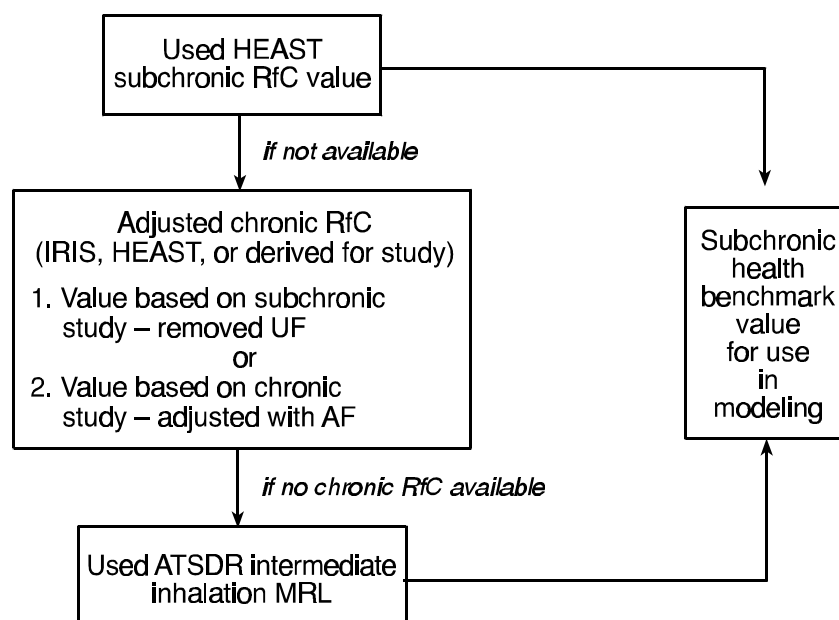 Used HEAST
subchronic RfC value
if not available
Adjusted chronic RfC
(IRIS, HEAST, or derived for study)
1. Value based on subchronic
study – removed UF
or
2. Value based on chronic
study – adjusted with AF
if no chronic RfC available
Used ATSDR intermediate
inhalation MRL
Subchronic
health
benchmark
value
for use
in
modeling